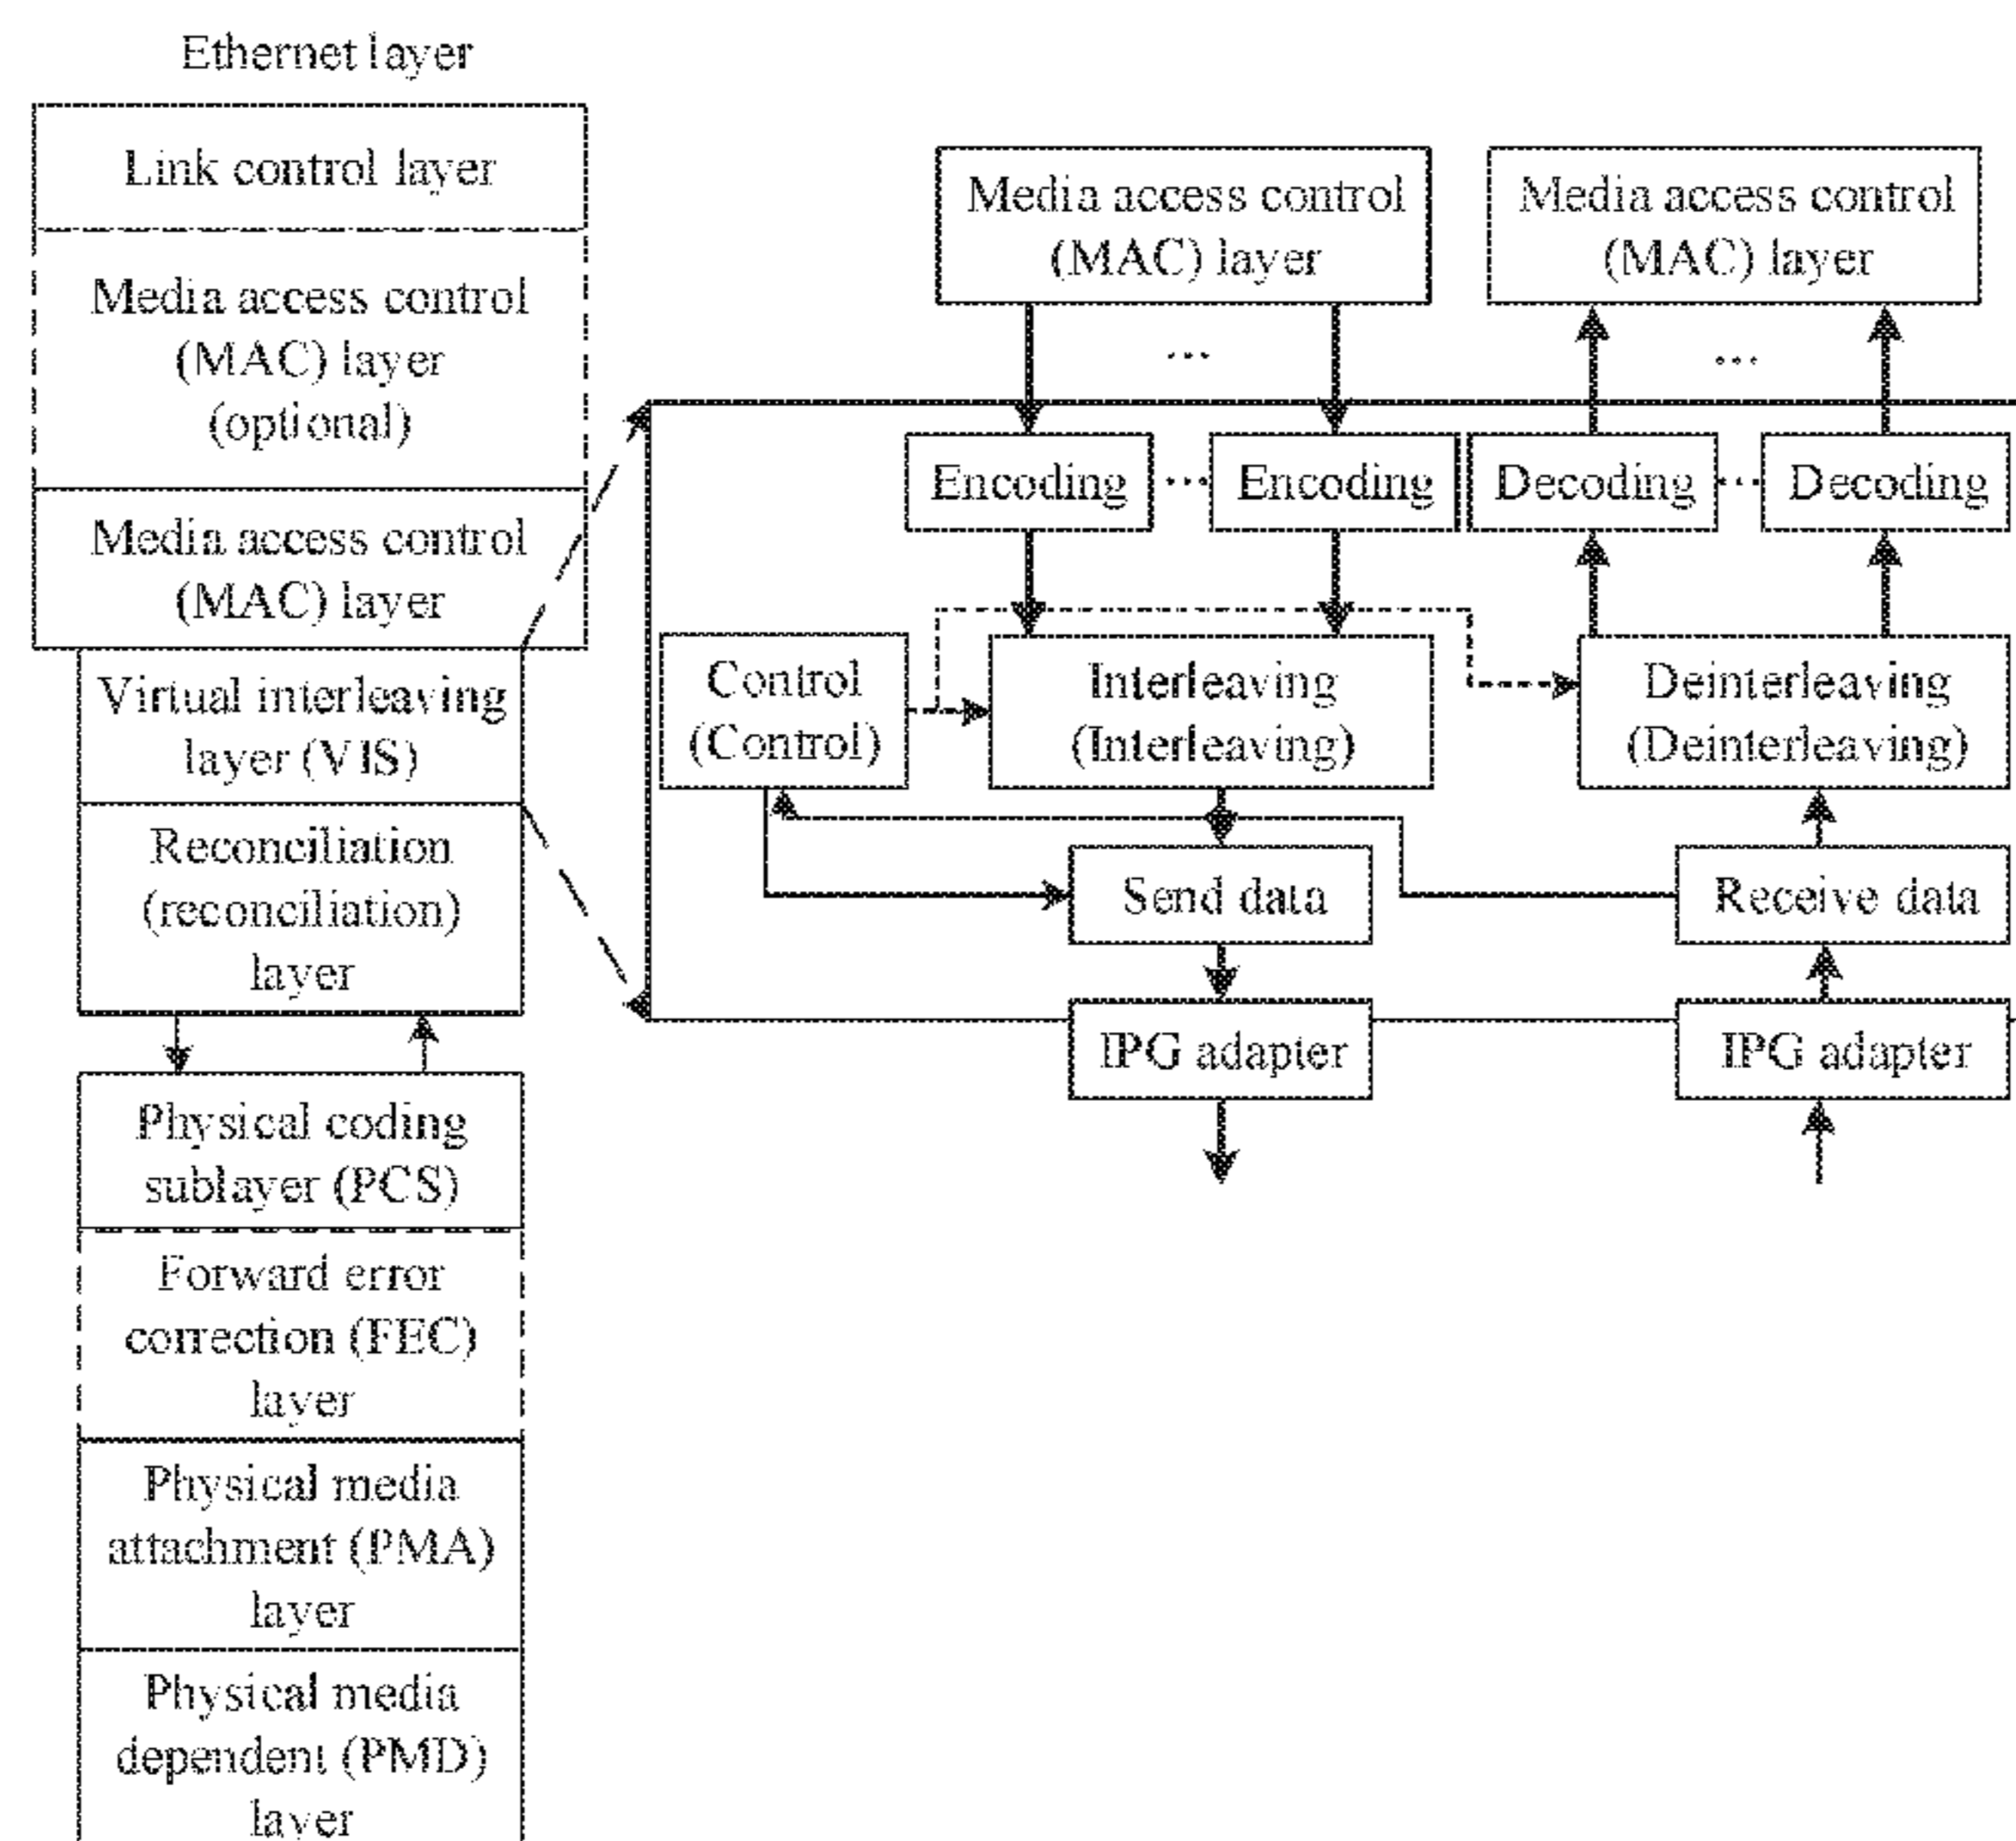 Ethernet layer
Link control layer
Media access control
(MAC) layer
(optional)
Media access control
(MAC) layer
Virtual interleaving
layer (VIS)
Reconciliation
(reconciliation)
layer
Physical coding
sublayer (PCS)
Forward error
correction (FEC)
layer
Physical media
attachment (PMA)
layer
Physical media
dependent (PMD)
layer
Media access control
(MAC) layer
Media access control
(MAC) layer
...
...
Encoding ... Encoding Decoding ... Decoding
Control
(Control)
Interleaving
(Interleaving)
Deinterleaving
(Deinterleaving)
Send data
Receive data
IPG adapter
IPG adapter